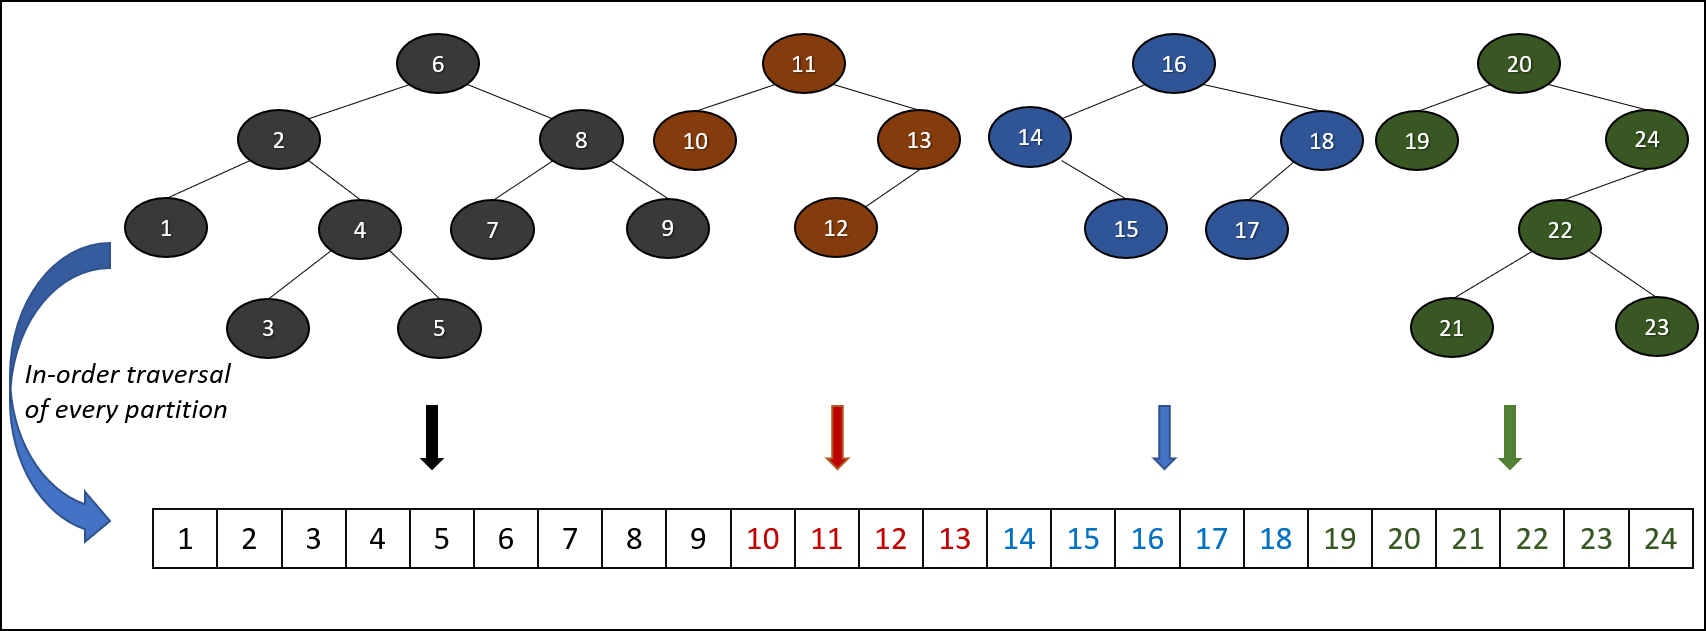 6 11 16 20
2 8 10 13 14 18 19 24
1 4 7 9 12 15 17 22
3 5 21 23
In-order traversal
of every partition
1 2 3 4 5 6 7 8 9 10 11 12 13 14 15 16 17 18 19 20 21 22 23 24